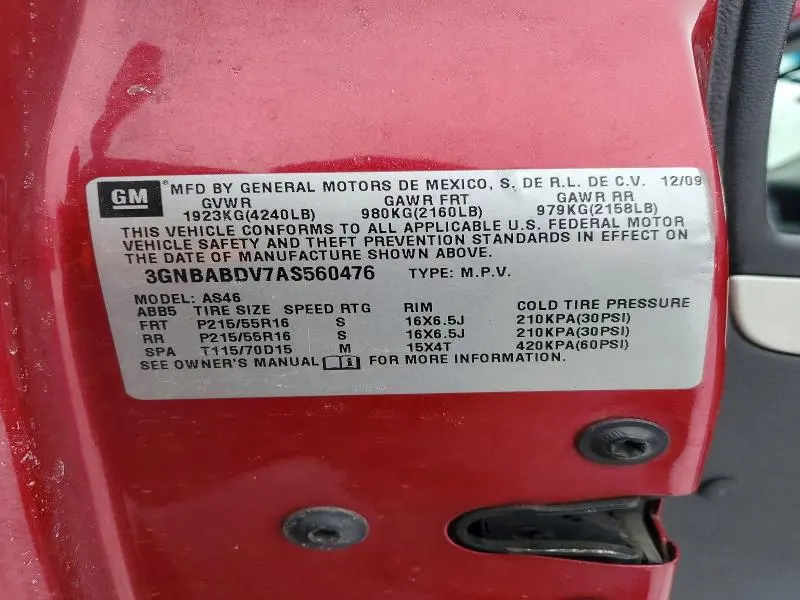 GM ®MFD BY GENERAL MOTORS DE MEXICO, S. DE R.L. DE C.V. 12/09
GVWR GAWR FRT GAWR RR
1923KG(4240LB) 980KG(2160LB) 979KG(2158LB)
THIS VEHICLE CONFORMS TO ALL APPLICABLE U.S. FEDERAL MOTOR
VEHICLE SAFETY AND THEFT PREVENTION STANDARDS IN EFFECT ON
THE DATE OF MANUFACTURE SHOWN ABOVE.
3GNBABDV7AS560476 TYPE: M.P.V.
MODEL: AS46
ABB5 TIRE SIZE SPEED RTG RIM COLD TIRE PRESSURE
FRT P215/55R16 S 16X6.5J 210KPA(30PSI)
RR P215/55R16 S 16X6.5J 210KPA(30PSI)
SPA T115/70D15 M 15X4T 420KPA(60PSI)
SEE OWNER'S MANUAL FOR MORE INFORMATION.